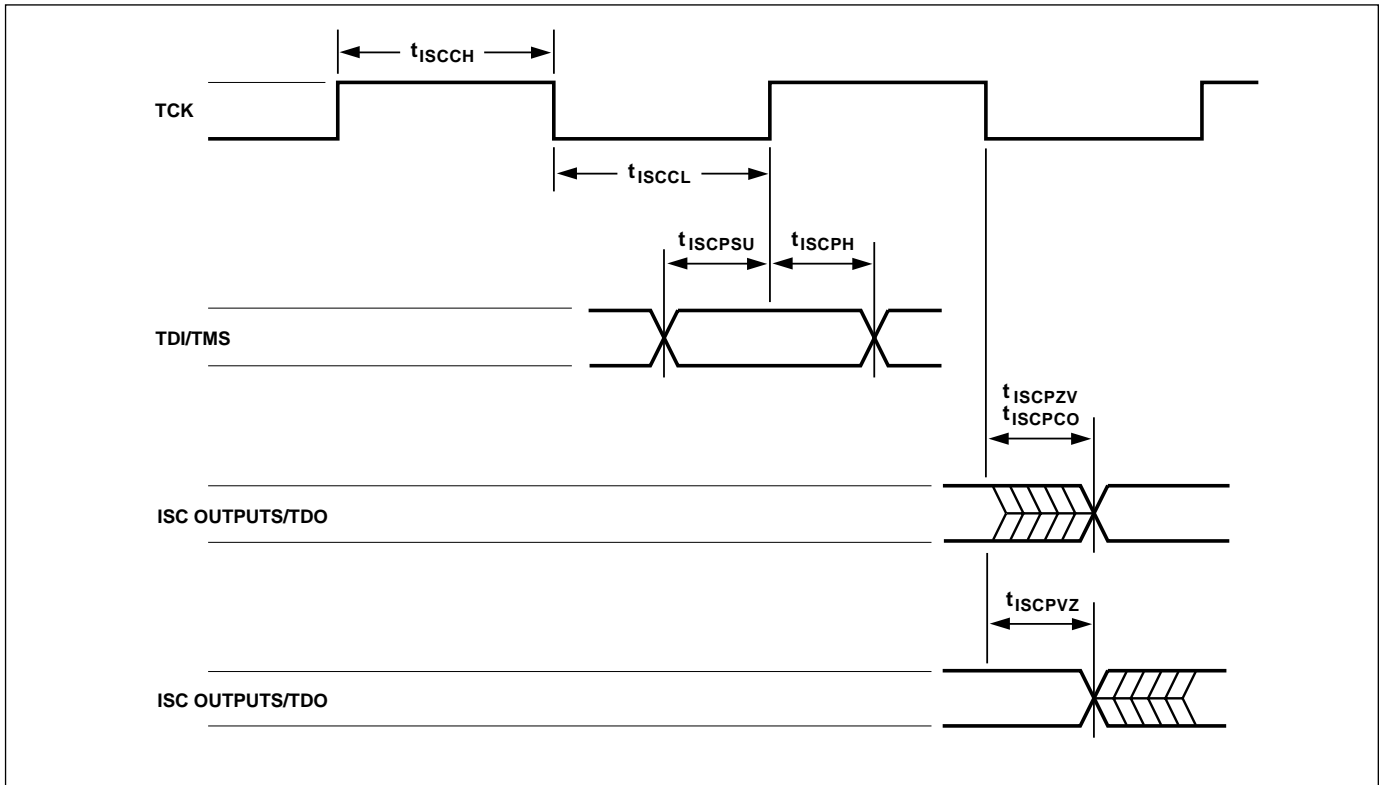 tISCCH
TCK
tISCCL
tISCPSU
tISCPH
TDI/TMS
tISCPZV
tISCPCO
ISC OUTPUTS/TDO
tISCPVZ
ISC OUTPUTS/TDO